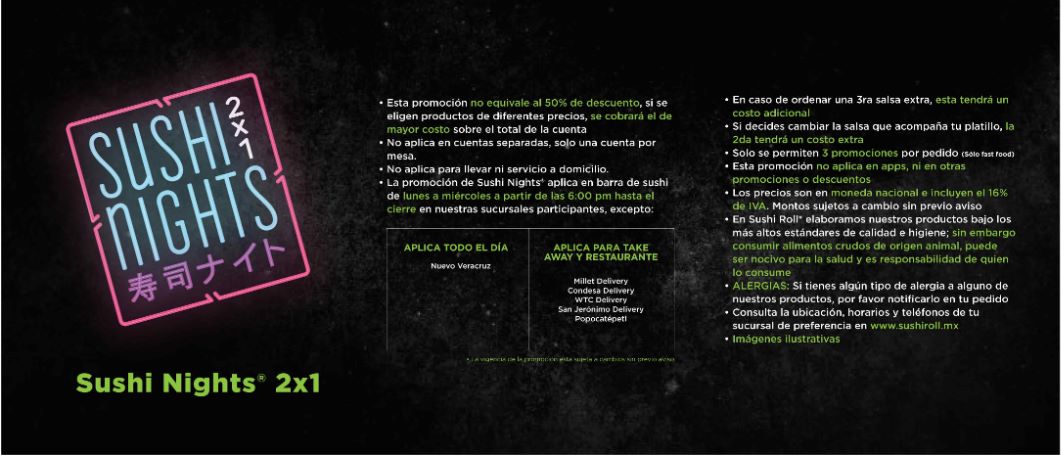 SUSHI
2x1
NIGHTS
寿司ナイト
Sushi Nights® 2x1
• Esta promoción no equivale al 50% de descuento, si se
eligen productos de diferentes precios, se cobrará el de
mayor costo sobre el total de la cuenta
• No aplica en cuentas separadas, solo una cuenta por
mesa.
• No aplica para llevar ni servicio a domicilio.
• La promoción de Sushi Nights® aplica en barra de sushi
de lunes a miércoles a partir de las 6:00 pm hasta el
cierre en nuestras sucursales participantes, excepto:
APLICA TODO EL DÍA
Nuevo Veracruz
APLICA PARA TAKE
AWAY Y RESTAURANTE
Millet Delivery
Condesa Delivery
WTC Delivery
San Jerónimo Delivery
Popocatépetl
• La vigencia de la promoción esta sujeta a cambios sin previo aviso
• En caso de ordenar una 3ra salsa extra, esta tendrá un
costo adicional
• Si decides cambiar la salsa que acompaña tu platillo, la
2da tendrá un costo extra
• Solo se permiten 3 promociones por pedido (Sólo fast food)
• Esta promoción no aplica en apps, ni en otras
promociones o descuentos
• Los precios son en moneda nacional e incluyen el 16%
de IVA. Montos sujetos a cambio sin previo aviso
• En Sushi Roll® elaboramos nuestros productos bajo los
más altos estándares de calidad e higiene; sin embargo
consumir alimentos crudos de origen animal, puede
ser nocivo para la salud y es responsabilidad de quien
lo consume
• ALERGIAS: Si tienes algún tipo de alergia a alguno de
nuestros productos, por favor notificarlo en tu pedido
• Consulta la ubicación, horarios y teléfonos de tu
sucursal de preferencia en www.sushiroll.mx
• Imágenes ilustrativas